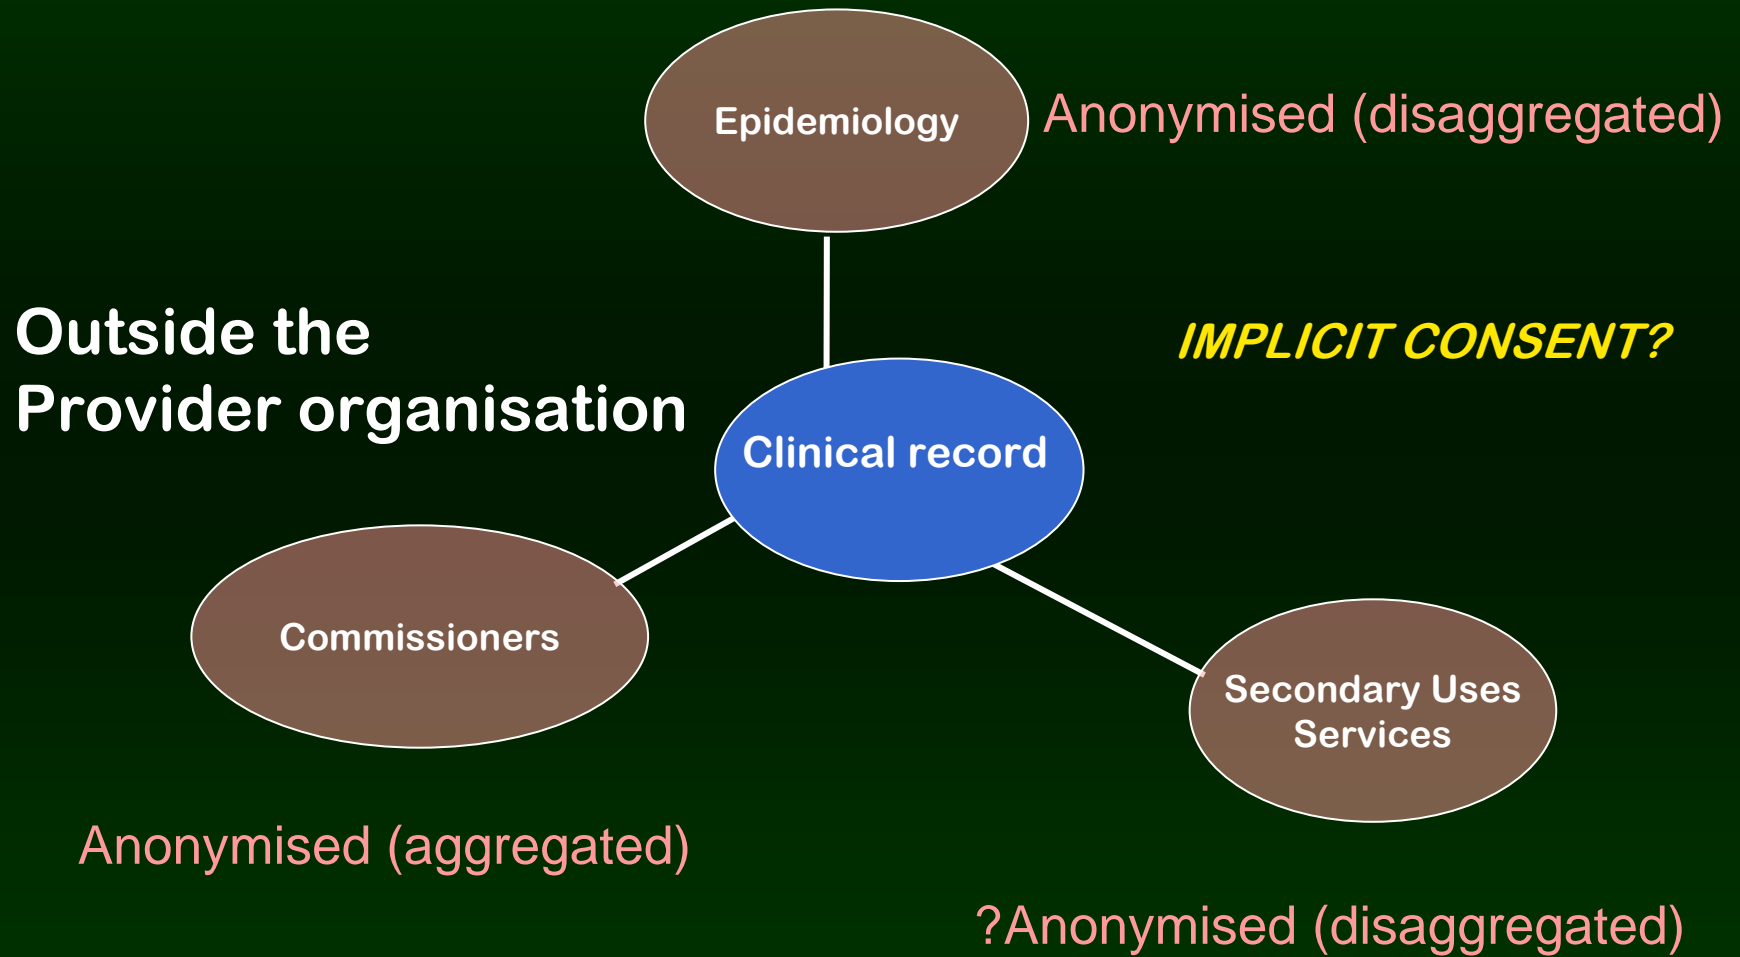 Epidemiology
Anonymised (disaggregated)
Outside the
Provider organisation
IMPLICIT CONSENT?
Clinical record
Commissioners
Secondary Uses
Services
Anonymised (aggregated)
?Anonymised (disaggregated)